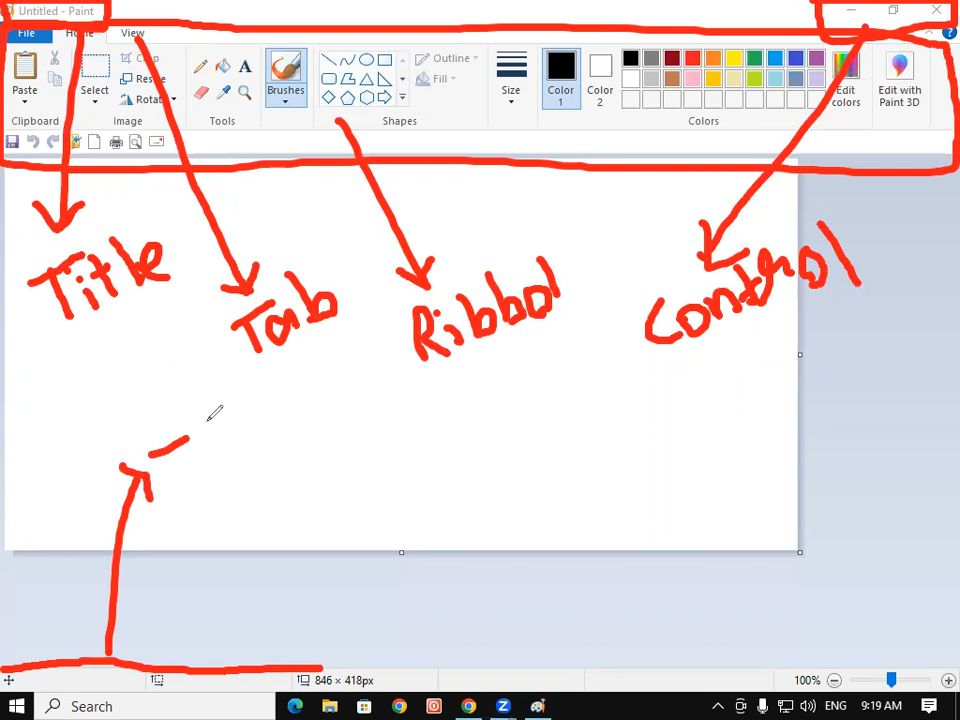 Untitled - Paint
File Home View
Paste
Select
Crop
Resize
Rotate
Brushes
Outline
Fill
Size
Color 1
Color 2
Edit colors
Edit with Paint 3D
Clipboard
Image
Tools
Shapes
Colors
Title
Tab
Ribbol
Control
846 × 418px
100%
Search
ENG
9:19 AM